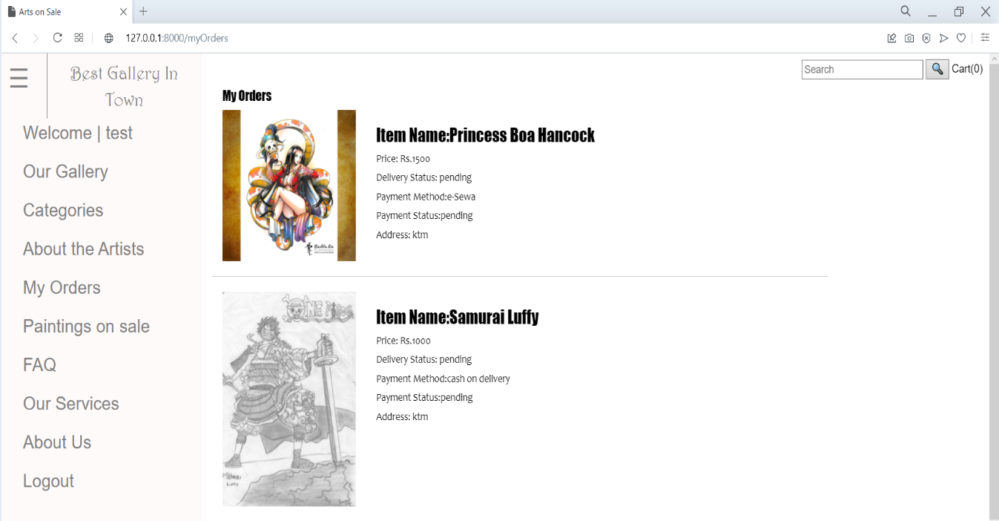 Arts on Sale
127.0.0.1:8000/myOrders
Best Gallery In
Town
Search
Cart(0)
Welcome | test
Our Gallery
Categories
About the Artists
My Orders
Paintings on sale
FAQ
Our Services
About Us
Logout
My Orders
Item Name:Princess Boa Hancock
Price: Rs.1500
Delivery Status: pending
Payment Method:e-Sewa
Payment Status:pending
Address: ktm
ONE PIECE
Item Name:Samurai Luffy
Price: Rs.1000
Delivery Status: pending
Payment Method:cash on delivery
Payment Status:pending
Address: ktm
LUFFY